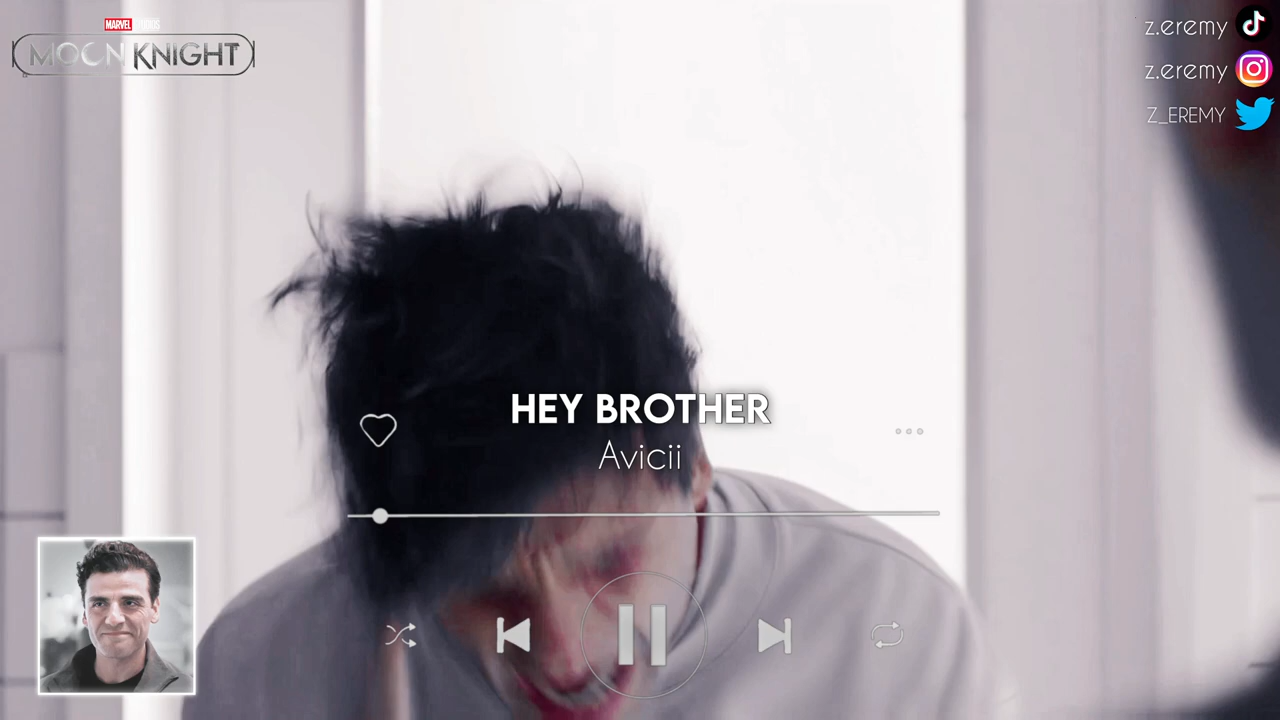 MARVEL STUDIOS
MOON KNIGHT
z.eremy
z.eremy
Z_EREMY
HEY BROTHER
Avicii